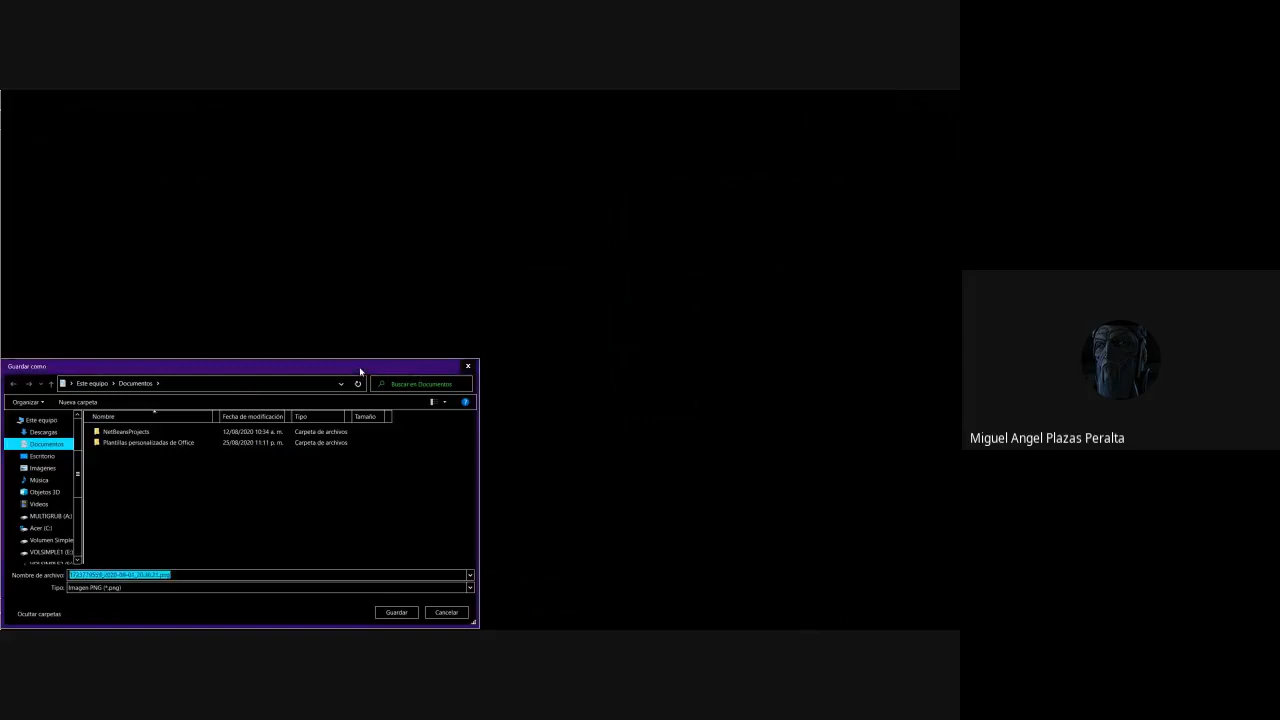 Guardar como
Este equipo > Documentos >
Buscar en Documentos
Organizar
Nueva carpeta
Nombre Fecha de modificación Tipo Tamaño
NetBeansProjects 12/08/2020 10:34 a. m. Carpeta de archivos
Plantillas personalizadas de Office 25/08/2020 11:11 p. m. Carpeta de archivos
Este equipo
Descargas
Documentos
Escritorio
Imágenes
Música
Objetos 3D
Videos
MULTIGRUB (A:)
Acer (C:)
Volumen Simple
VOLSIMPLE1 (E:)
Nombre de archivo:
Tipo: Imagen PNG (*.png)
Ocultar carpetas
Guardar
Cancelar
Miguel Angel Plazas Peralta